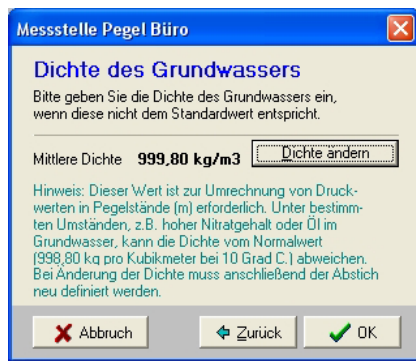 Messstelle Pegel Büro
Dichte des Grundwassers
Bitte geben Sie die Dichte des Grundwassers ein,
wenn diese nicht dem Standardwert entspricht.
Mittlere Dichte 999,80 kg/m3 Dichte ändern
Hinweis: Dieser Wert ist zur Umrechnung von Druck-
werten in Pegelstände (m) erforderlich. Unter bestimm-
ten Umständen, z.B. hoher Nitratgehalt oder Öl im
Grundwasser, kann die Dichte vom Normalwert
(998,80 kg pro Kubikmeter bei 10 Grad C.) abweichen.
Bei Änderung der Dichte muss anschließend der Abstich
neu definiert werden.
Abbruch Zurück OK